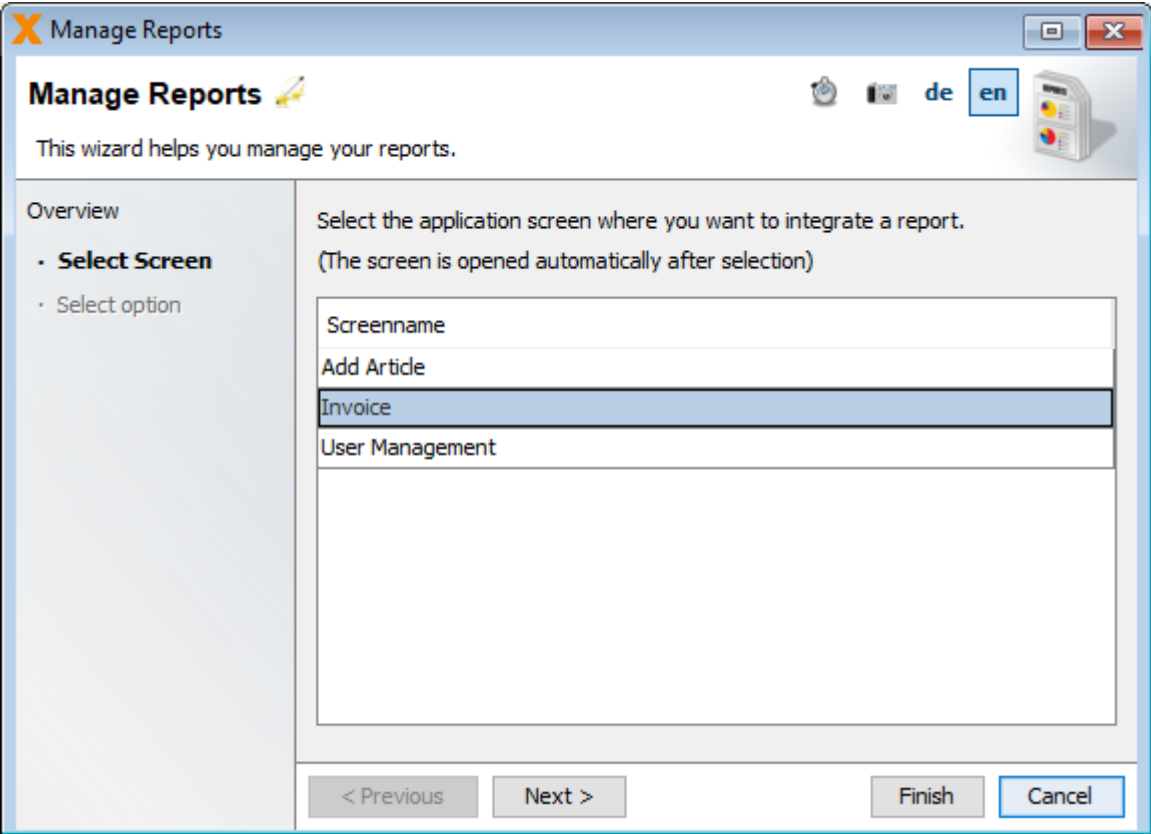 Manage Reports
Manage Reports
de en
This wizard helps you manage your reports.
Overview
· Select Screen
· Select option
Select the application screen where you want to integrate a report.
(The screen is opened automatically after selection)
Screenname
Add Article
Invoice
User Management
< Previous Next > Finish Cancel